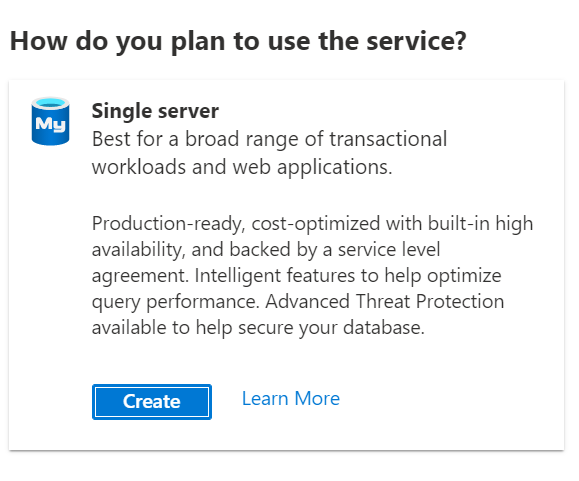 How do you plan to use the service?
My
Single server
Best for a broad range of transactional
workloads and web applications.
Production-ready, cost-optimized with built-in high
availability, and backed by a service level
agreement. Intelligent features to help optimize
query performance. Advanced Threat Protection
available to help secure your database.
Create
Learn More